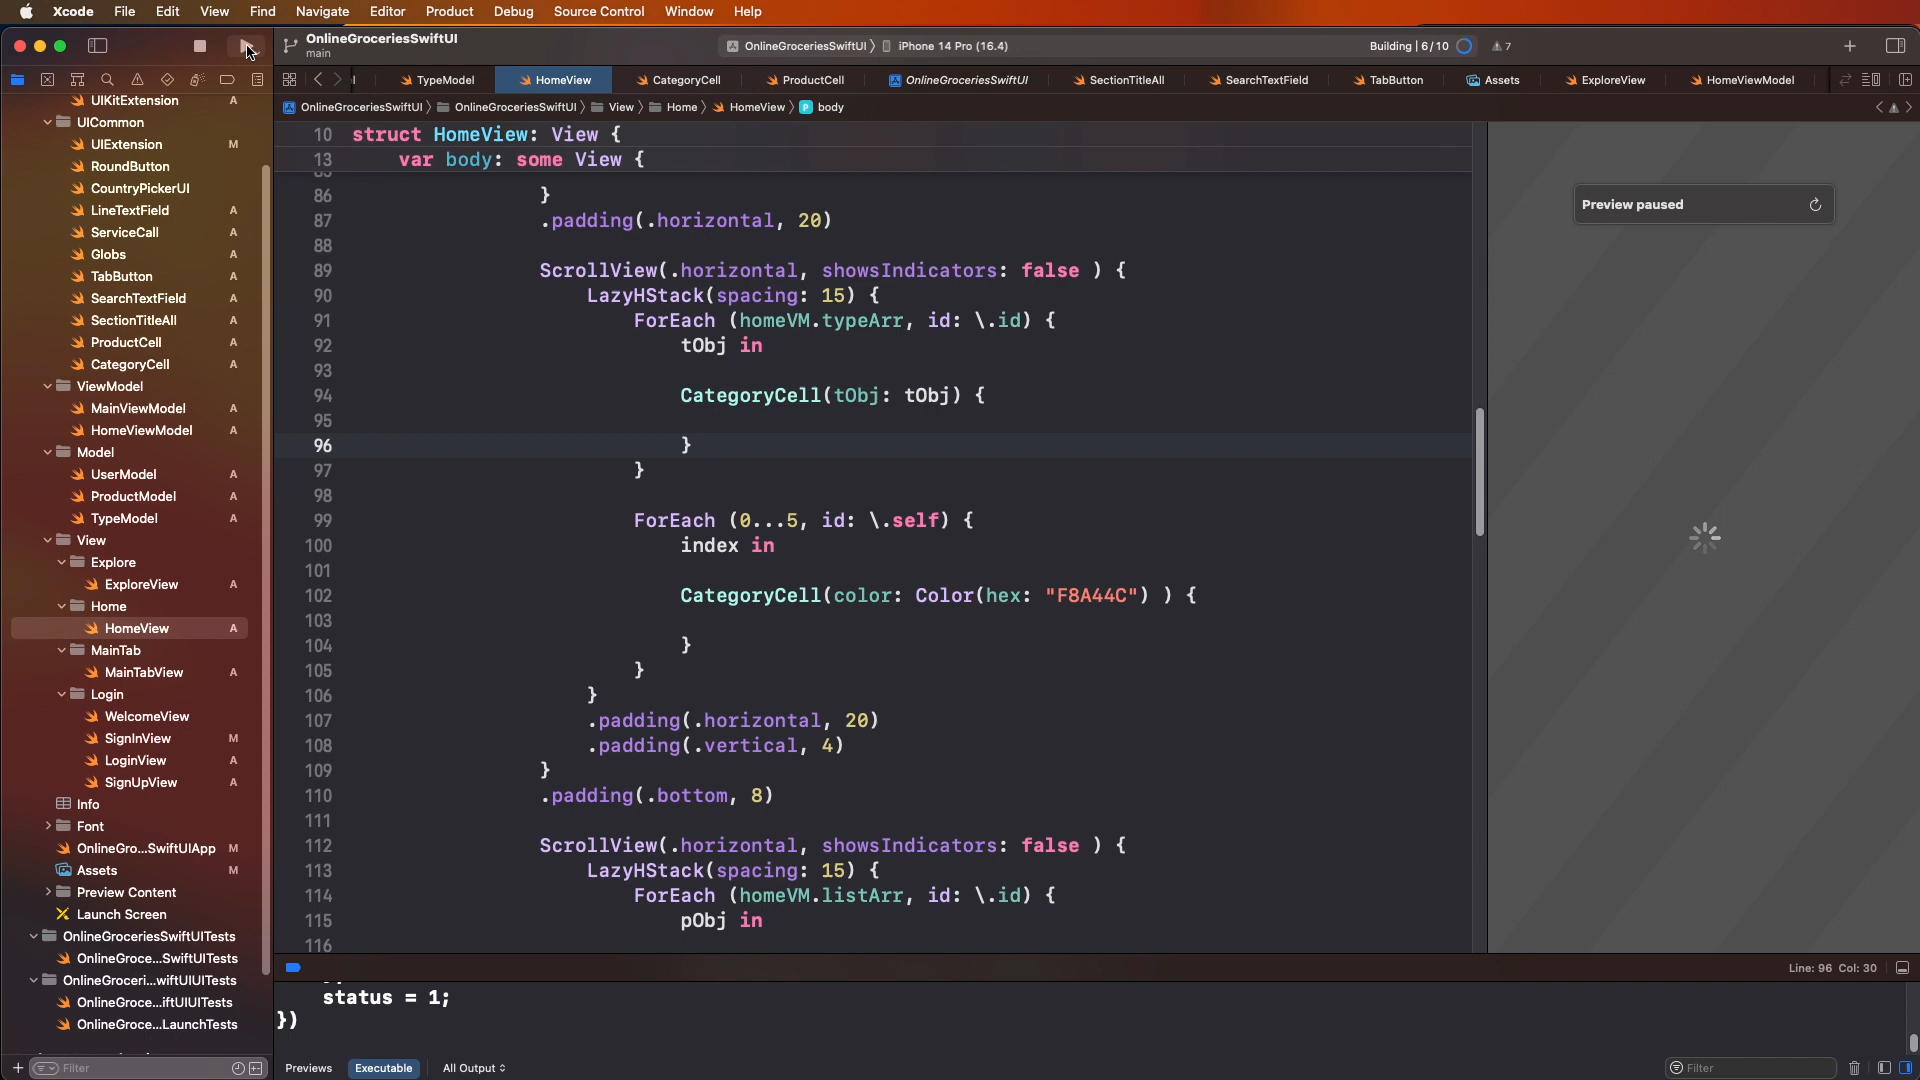 Xcode File Edit View Find Navigate Editor Product Debug Source Control Window Help
OnlineGroceriesSwiftUI
main
OnlineGroceriesSwiftUI iPhone 14 Pro (16.4)
Building | 6/10 7
TypeModel HomeView CategoryCell ProductCell OnlineGroceriesSwiftUI SectionTitleAll SearchTextField TabButton Assets ExploreView HomeViewModel
OnlineGroceriesSwiftUI OnlineGroceriesSwiftUI View Home HomeView body
UIKitExtension A
UICommon
UIExtension M
RoundButton
CountryPickerUI
LineTextField A
ServiceCall A
Globs A
TabButton A
SearchTextField A
SectionTitleAll A
ProductCell A
CategoryCell A
ViewModel
MainViewModel A
HomeViewModel A
Model
UserModel A
ProductModel A
TypeModel A
View
Explore
ExploreView A
Home
HomeView A
MainTab
MainTabView A
Login
WelcomeView
SignInView M
LoginView A
SignUpView A
Info
Font
OnlineGro...SwiftUIApp M
Assets M
Preview Content
Launch Screen
OnlineGroceriesSwiftUITests
OnlineGroce...SwiftUITests
OnlineGroceri...wiftUIUITests
OnlineGroce...iftUIUITests
OnlineGroce...LaunchTests
Filter
10 struct HomeView: View {
13 var body: some View {
86 }
87 .padding(.horizontal, 20)
88
89 ScrollView(.horizontal, showsIndicators: false ) {
90 LazyHStack(spacing: 15) {
91 ForEach (homeVM.typeArr, id: \.id) {
92 tObj in
93
94 CategoryCell(tObj: tObj) {
95
96 }
97 }
98
99 ForEach (0...5, id: \.self) {
100 index in
101
102 CategoryCell(color: Color(hex: "F8A44C") ) {
103
104 }
105 }
106 }
107 .padding(.horizontal, 20)
108 .padding(.vertical, 4)
109 }
110 .padding(.bottom, 8)
111
112 ScrollView(.horizontal, showsIndicators: false ) {
113 LazyHStack(spacing: 15) {
114 ForEach (homeVM.listArr, id: \.id) {
115 pObj in
116
Preview paused
Line: 96 Col: 30
status = 1;
})
Previews Executable All Output
Filter